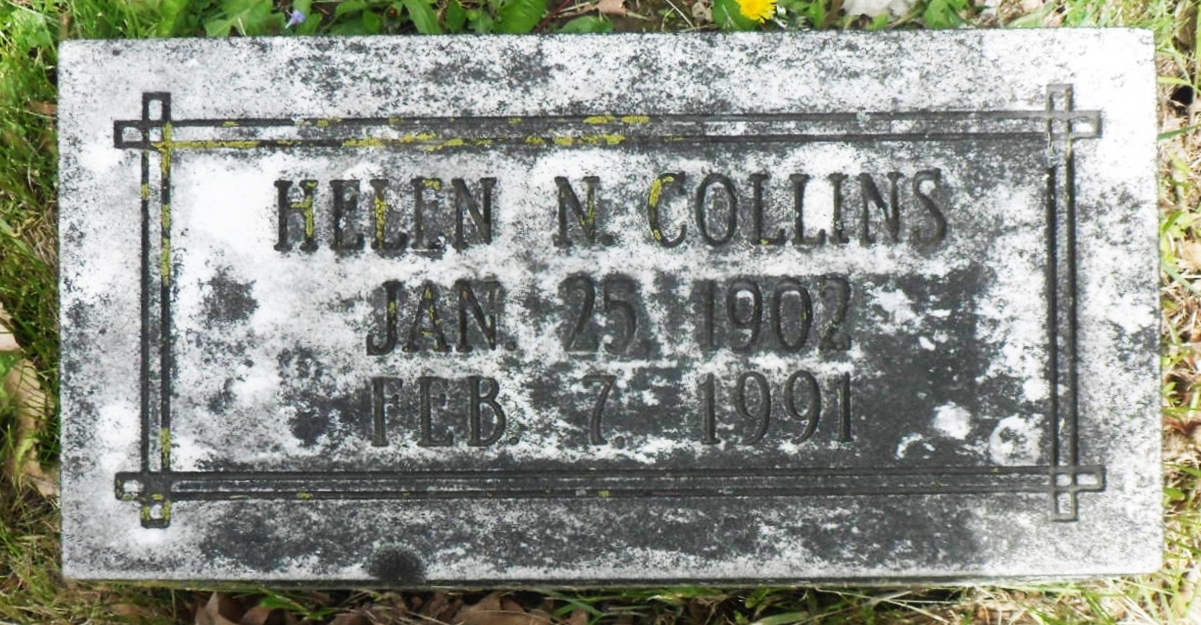 HELEN N. COLLINS
JAN. 25, 1902
FEB. 7, 1991